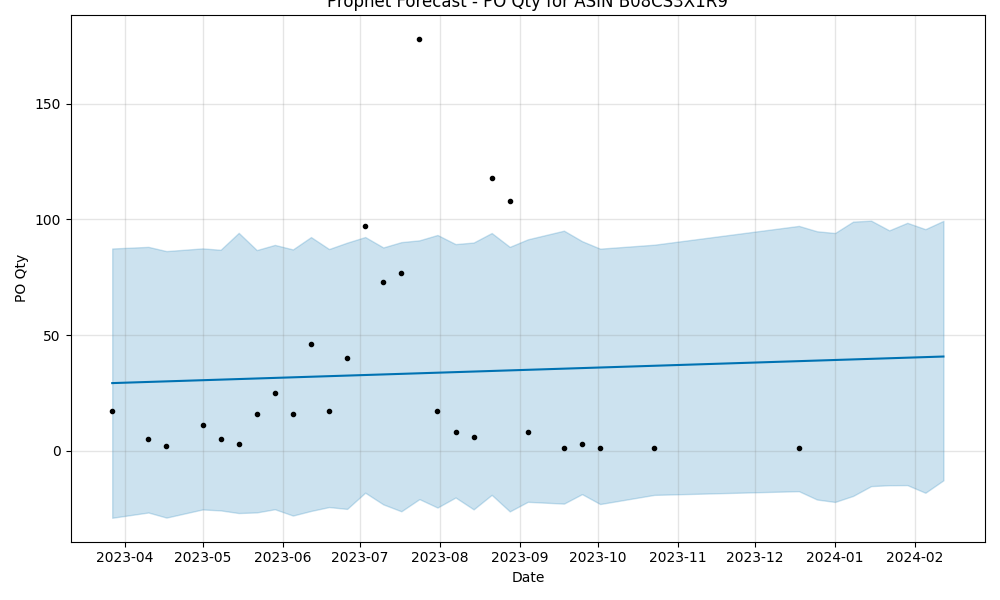 Prophet Forecast - PO Qty for ASIN B08CS3X1R9
150
100
50
0
PO Qty
2023-04 2023-05 2023-06 2023-07 2023-08 2023-09 2023-10 2023-11 2023-12 2024-01 2024-02
Date